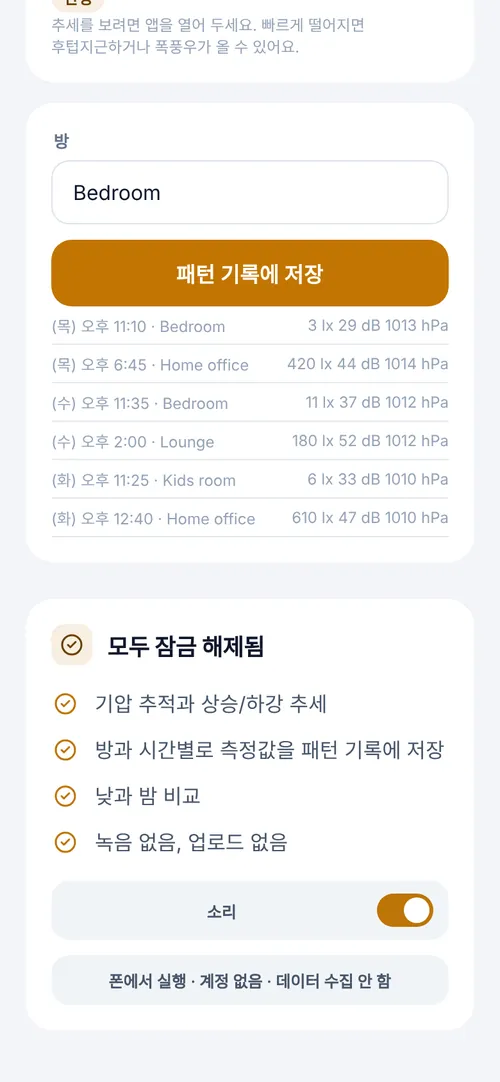 추세를 보려면 앱을 열어 두세요. 빠르게 떨어지면
후텁지근하거나 폭풍우가 올 수 있어요.
방
Bedroom
패턴 기록에 저장
(목) 오후 11:10 · Bedroom 3 lx 29 dB 1013 hPa
(목) 오후 6:45 · Home office 420 lx 44 dB 1014 hPa
(수) 오후 11:35 · Bedroom 11 lx 37 dB 1012 hPa
(수) 오후 2:00 · Lounge 180 lx 52 dB 1012 hPa
(화) 오후 11:25 · Kids room 6 lx 33 dB 1010 hPa
(화) 오후 12:40 · Home office 610 lx 47 dB 1010 hPa
모두 잠금 해제됨
기압 추적과 상승/하강 추세
방과 시간별로 측정값을 패턴 기록에 저장
낮과 밤 비교
녹음 없음, 업로드 없음
소리
폰에서 실행 · 계정 없음 · 데이터 수집 안 함